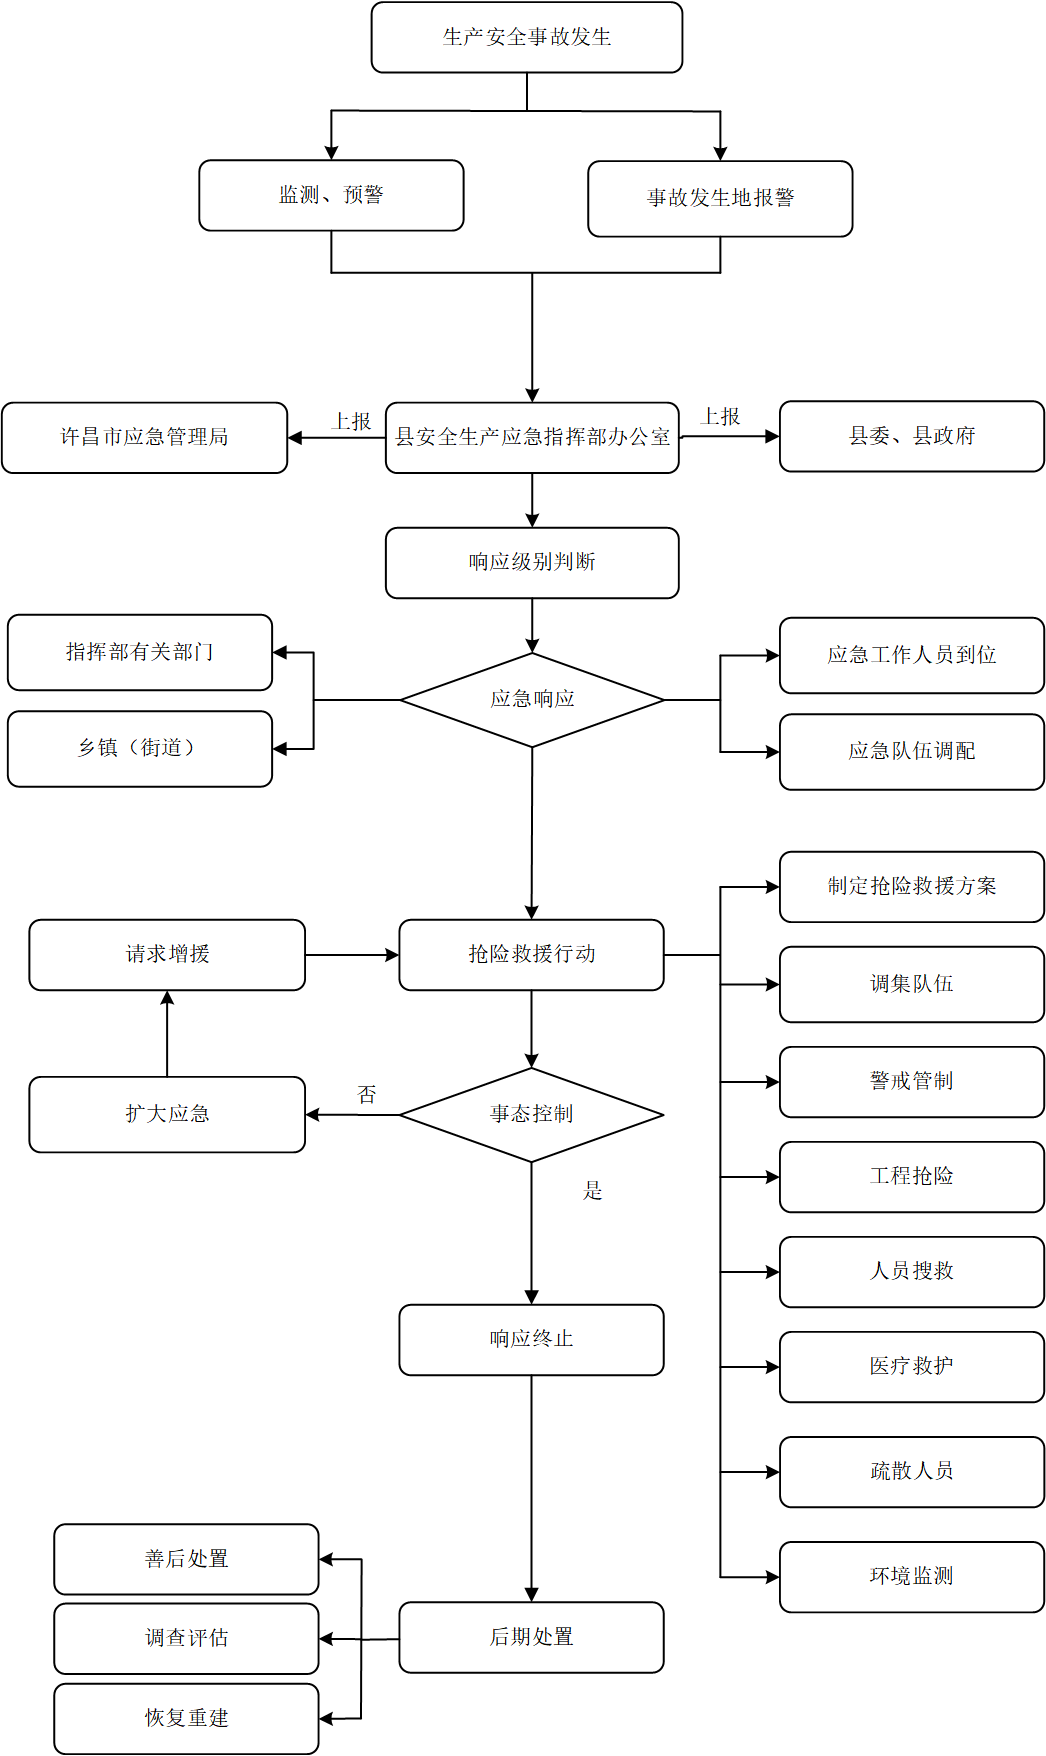 生产安全事故发生
监测、预警
事故发生地报警
许昌市应急管理局
上报
县安全生产应急指挥部办公室
上报
县委、县政府
响应级别判断
指挥部有关部门
乡镇（街道）
应急响应
应急工作人员到位
应急队伍调配
请求增援
抢险救援行动
制定抢险救援方案
调集队伍
警戒管制
扩大应急
否
事态控制
是
工程抢险
人员搜救
响应终止
医疗救护
疏散人员
环境监测
善后处置
调查评估
恢复重建
后期处置